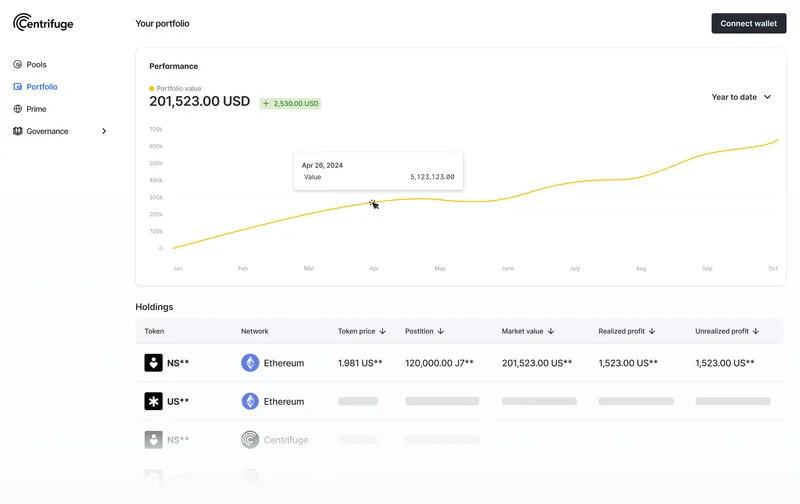 Centrifuge
Your portfolio
Connect wallet
Pools
Portfolio
Prime
Governance
Performance
Portfolio value
201,523.00 USD + 2,530.00 USD
Year to date
700k
600k
500k
400k
300k
200k
100k
0
Apr 26, 2024
Value 5,123,123.00
Jan Feb Mar Apr May June July Aug Sep Oct
Holdings
Token Network Token price Postition Market value Realized profit Unrealized profit
NS** Ethereum 1.981 US** 120,000.00 J7** 201,523.00 US** 1,523.00 US** 1,523.00 US**
US** Ethereum
NS** Centrifuge